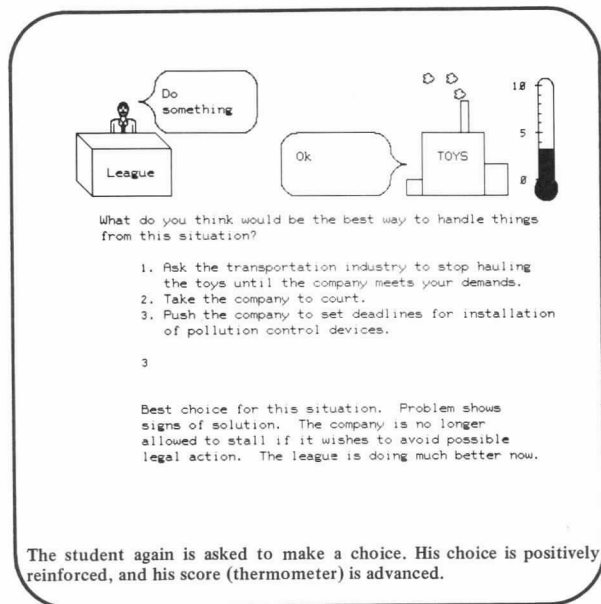 Do
something
League
Ok
TOYS
10
5
0
What do you think would be the best way to handle things
from this situation?
1. Ask the transportation industry to stop hauling
the toys until the company meets your demands.
2. Take the company to court.
3. Push the company to set deadlines for installation
of pollution control devices.
3
Best choice for this situation. Problem shows
signs of solution. The company is no longer
allowed to stall if it wishes to avoid possible
legal action. The league is doing much better now.
The student again is asked to make a choice. His choice is positively
reinforced, and his score (thermometer) is advanced.